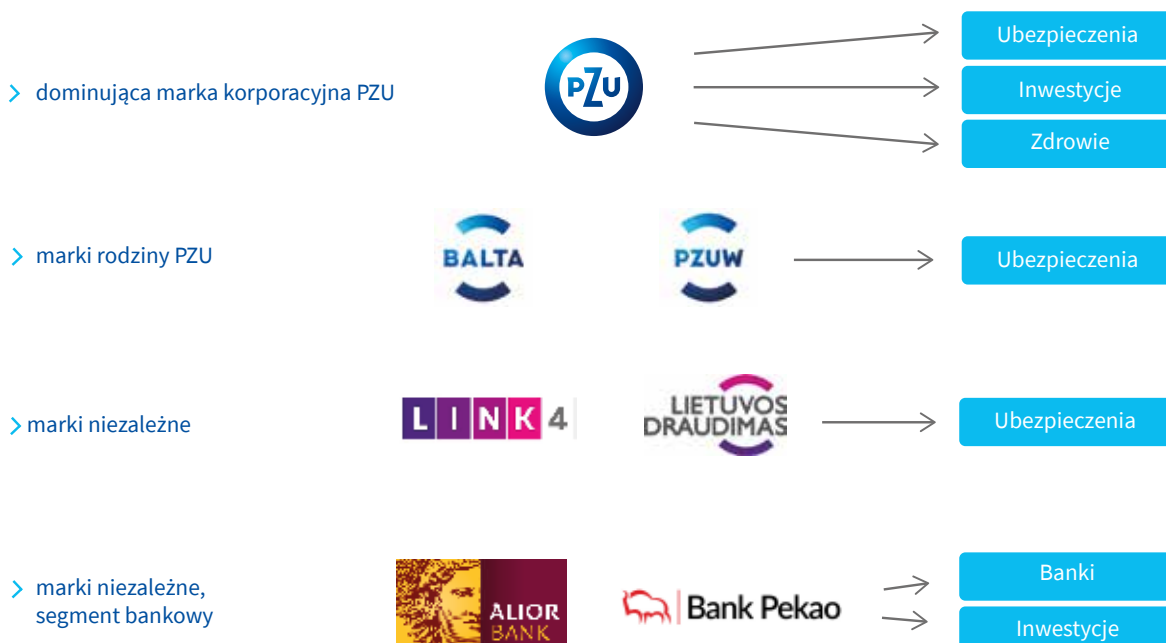 Ubezpieczenia
> dominująca marka korporacyjna PZU
PZU
Inwestycje
Zdrowie
> marki rodziny PZU
BALTA
PZUW
Ubezpieczenia
> marki niezależne
LINK4
LIETUVOS
DRAUDIMAS
Ubezpieczenia
> marki niezależne,
segment bankowy
ALIOR
BANK
Bank Pekao
Banki
Inwestycje